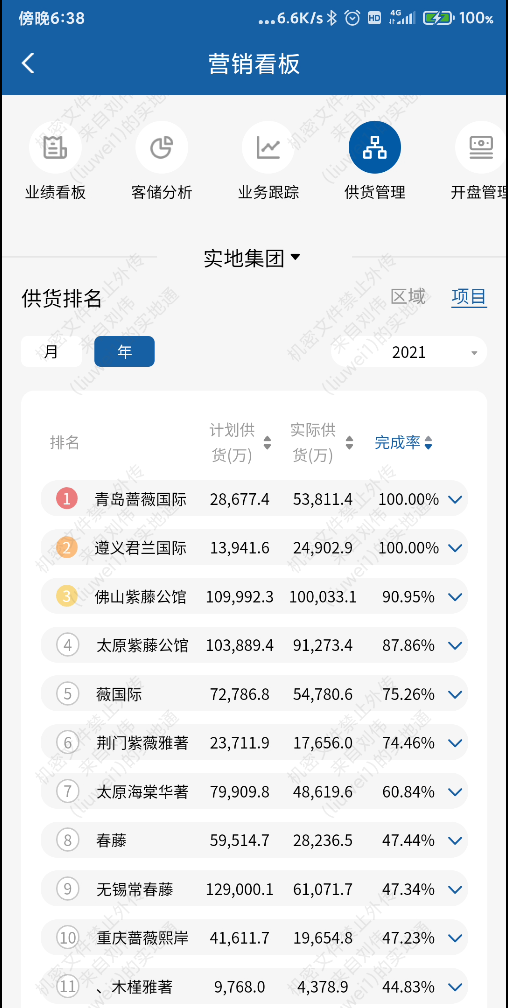 傍晚6:38 ...6.6K/s HD 4G 100%
营销看板
业绩看板 客储分析 业务跟踪 供货管理 开盘管理
实地集团
供货排名 区域 项目
月 年 2021
排名 计划供货(万) 实际供货(万) 完成率
1 青岛蔷薇国际 28,677.4 53,811.4 100.00%
2 遵义君兰国际 13,941.6 24,902.9 100.00%
3 佛山紫藤公馆 109,992.3 100,033.1 90.95%
4 太原紫藤公馆 103,889.4 91,273.4 87.86%
5 薇国际 72,786.8 54,780.6 75.26%
6 荆门紫薇雅著 23,711.9 17,656.0 74.46%
7 太原海棠华著 79,909.8 48,619.6 60.84%
8 春藤 59,514.7 28,236.5 47.44%
9 无锡常春藤 129,000.1 61,071.7 47.34%
10 重庆蔷薇熙岸 41,611.7 19,654.8 47.23%
11 、木槿雅著 9,768.0 4,378.9 44.83%
机密文件禁止外传
来自刘伟
(liuwei1)的实地通